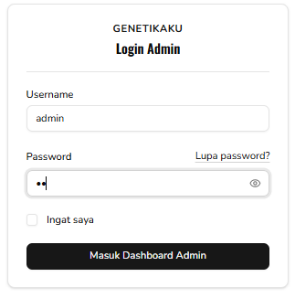 GENETIKAKU
Login Admin
Username
admin
Password Lupa password?
••
Ingat saya
Masuk Dashboard Admin